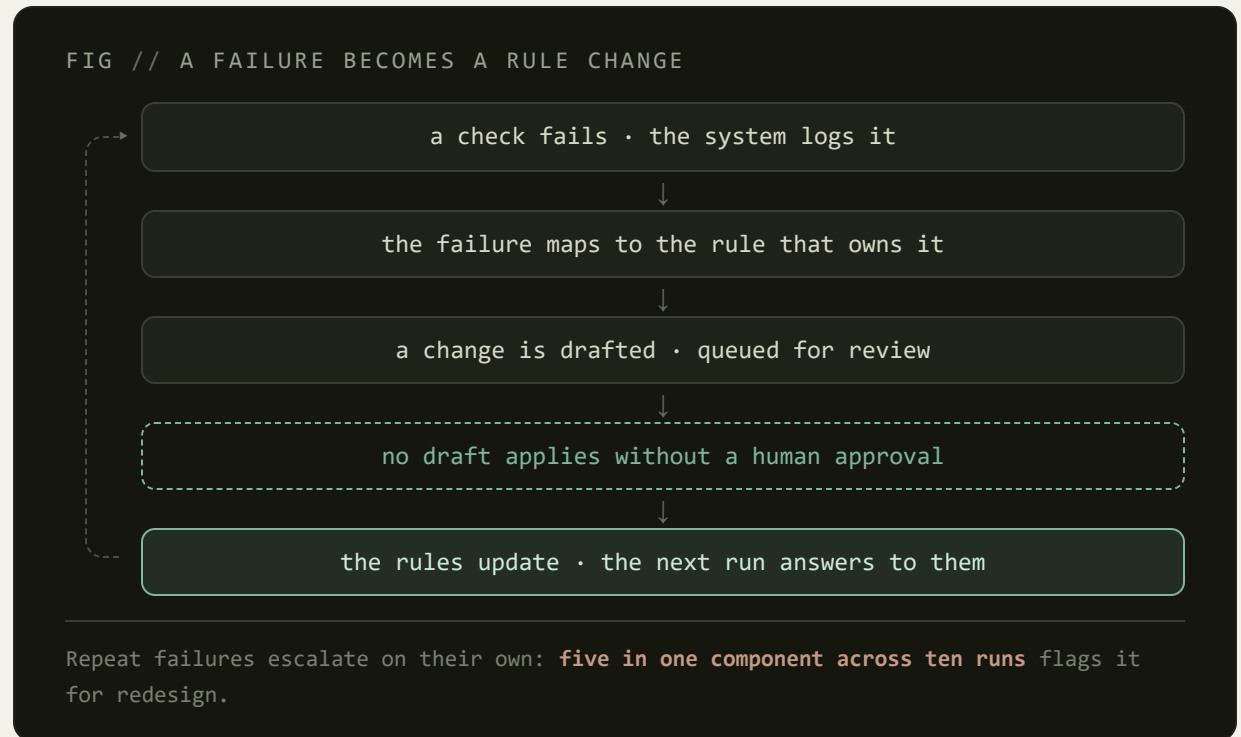 FIG // A FAILURE BECOMES A RULE CHANGE
a check fails · the system logs it
↓
the failure maps to the rule that owns it
↓
a change is drafted · queued for review
↓
no draft applies without a human approval
↓
the rules update · the next run answers to them
Repeat failures escalate on their own: five in one component across ten runs flags it
for redesign.